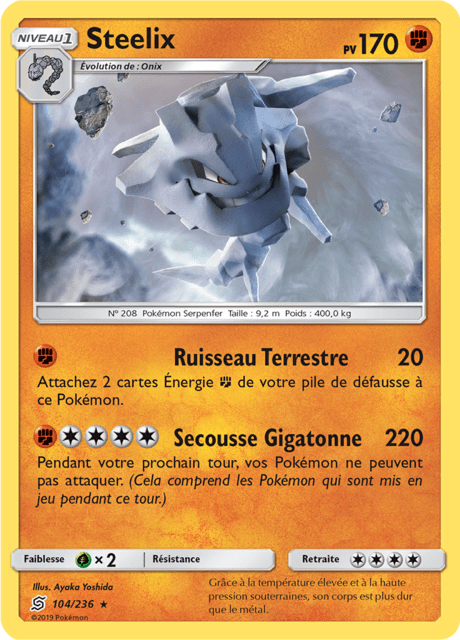 NIVEAU 1
Steelix
PV 170
Évolution de : Onix
N° 208 Pokémon Serpenfer Taille : 9,2 m Poids : 400,0 kg
Ruisseau Terrestre 20
Attachez 2 cartes Énergie de votre pile de défausse à
ce Pokémon.
Secousse Gigatonne 220
Pendant votre prochain tour, vos Pokémon ne peuvent
pas attaquer. (Cela comprend les Pokémon qui sont mis en
jeu pendant ce tour.)
Faiblesse × 2 Résistance Retraite
Illus. Ayaka Yoshida
104/236 ★
©2019 Pokémon
Grâce à la température élevée et à la haute
pression souterraines, son corps est plus dur
que le métal.